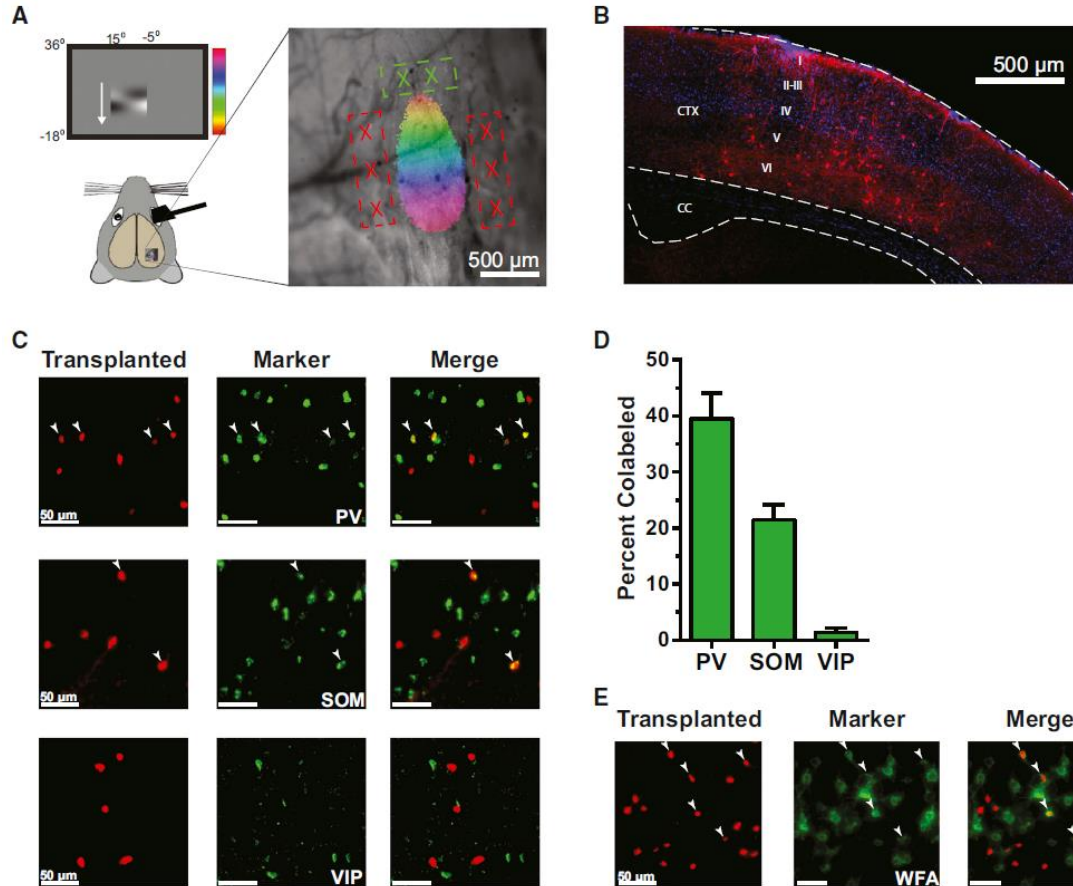 A
36°
15°
-5°
-18°
X X
X X
X X
X X
500 µm
B
500 µm
I
II-III
CTX
IV
V
VI
CC
C
Transplanted Marker Merge
50 µm
PV
50 µm
SOM
50 µm
VIP
D
50
40
30
20
10
0
Percent Colabeled
PV SOM VIP
E
Transplanted Marker Merge
50 µm
WFA